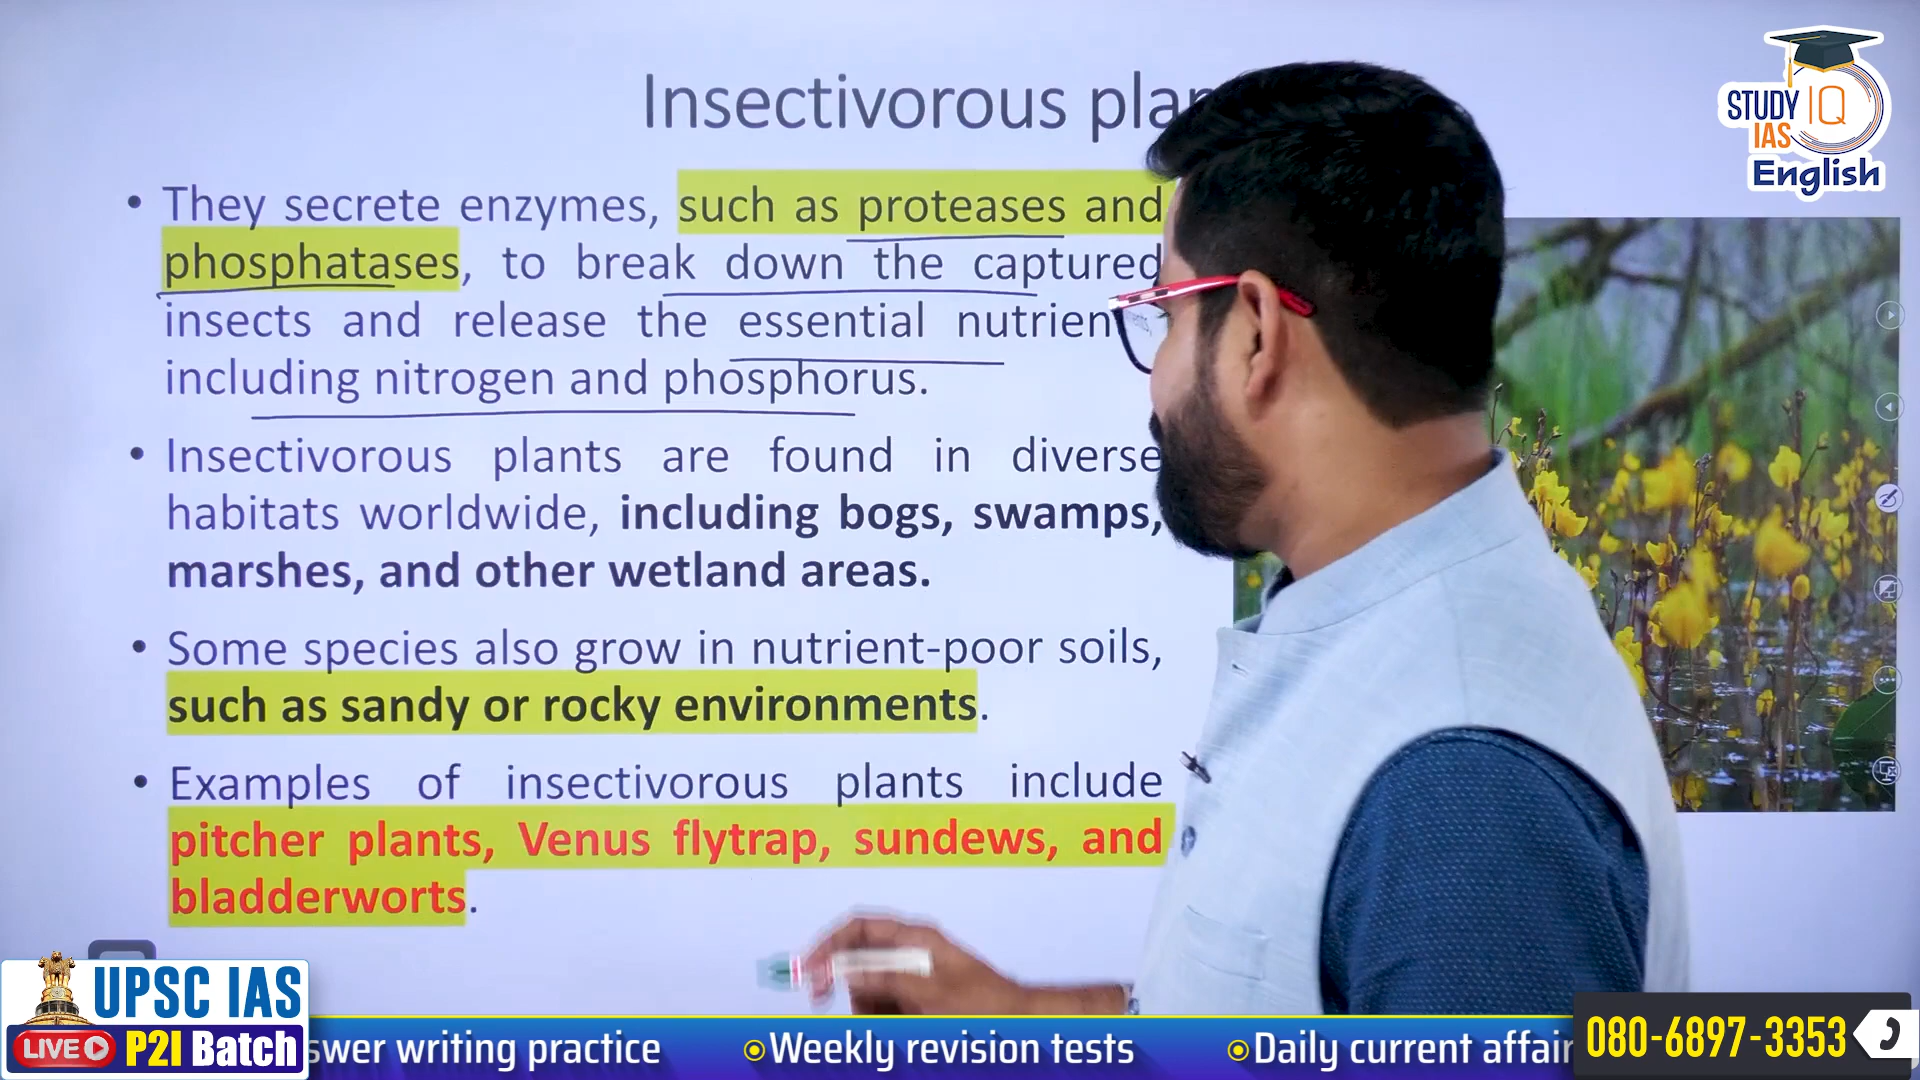 Insectivorous plan
• They secrete enzymes, such as proteases and
phosphatases, to break down the captured
insects and release the essential nutrien
including nitrogen and phosphorus.
• Insectivorous plants are found in diverse
habitats worldwide, including bogs, swamps,
marshes, and other wetland areas.
• Some species also grow in nutrient-poor soils,
such as sandy or rocky environments.
• Examples of insectivorous plants include
pitcher plants, Venus flytrap, sundews, and
bladderworts.
STUDY IQ
IAS
English
UPSC IAS
LIVE P2I Batch
swer writing practice Weekly revision tests Daily current affair
080-6897-3353